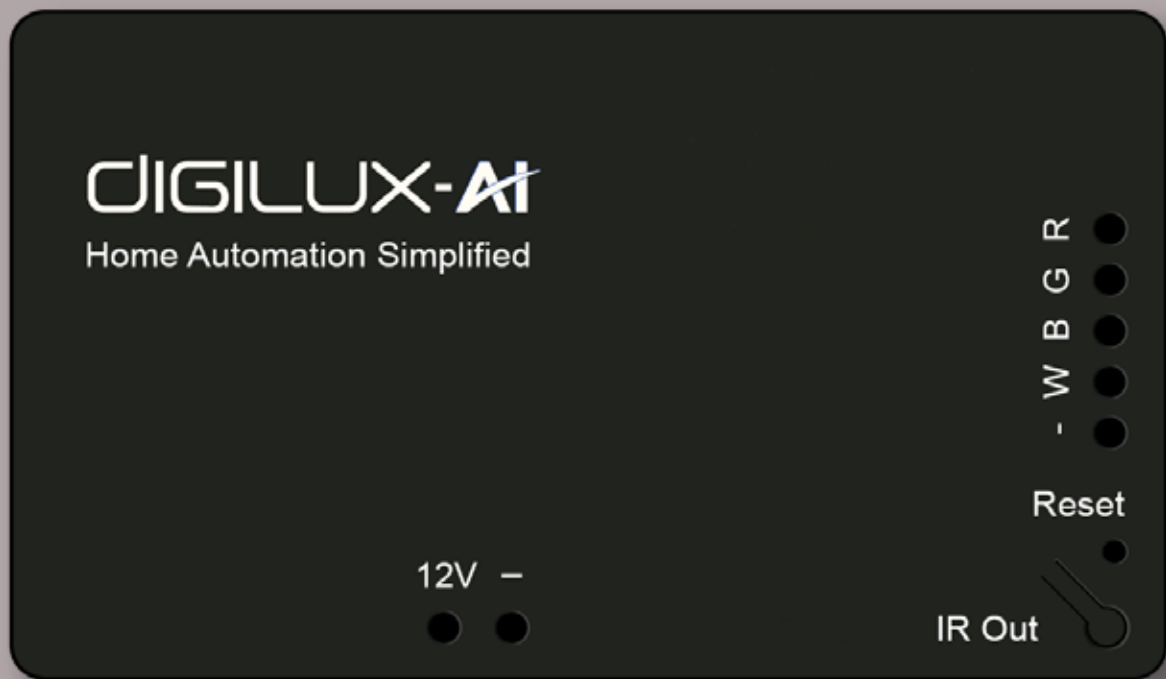 dIGILUX-AI
Home Automation Simplified
R
G
B
W
-
Reset
12V –
IR Out